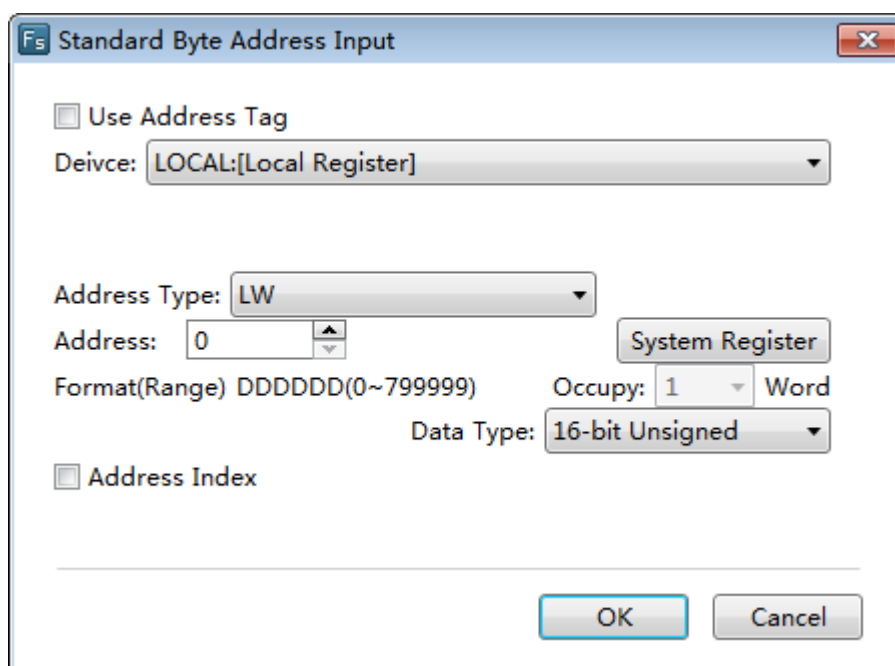 Fs Standard Byte Address Input
Use Address Tag
Deivce: LOCAL:[Local Register]
Address Type: LW
Address: 0 System Register
Format(Range) DDDDDD(0~799999) Occupy: 1 Word
Data Type: 16-bit Unsigned
Address Index
OK Cancel